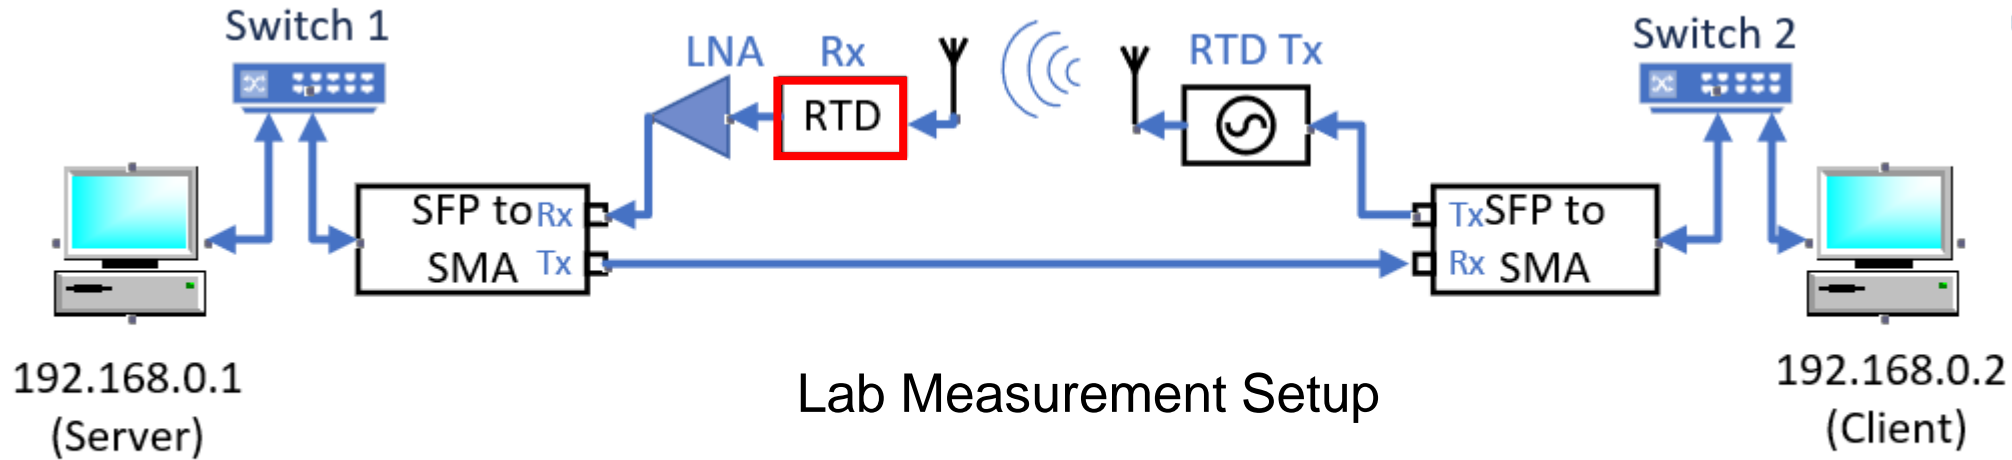 Switch 1
LNA
Rx
RTD Tx
Switch 2
RTD
SFP to Rx
SMA Tx
Tx SFP to
Rx SMA
192.168.0.1
(Server)
Lab Measurement Setup
192.168.0.2
(Client)